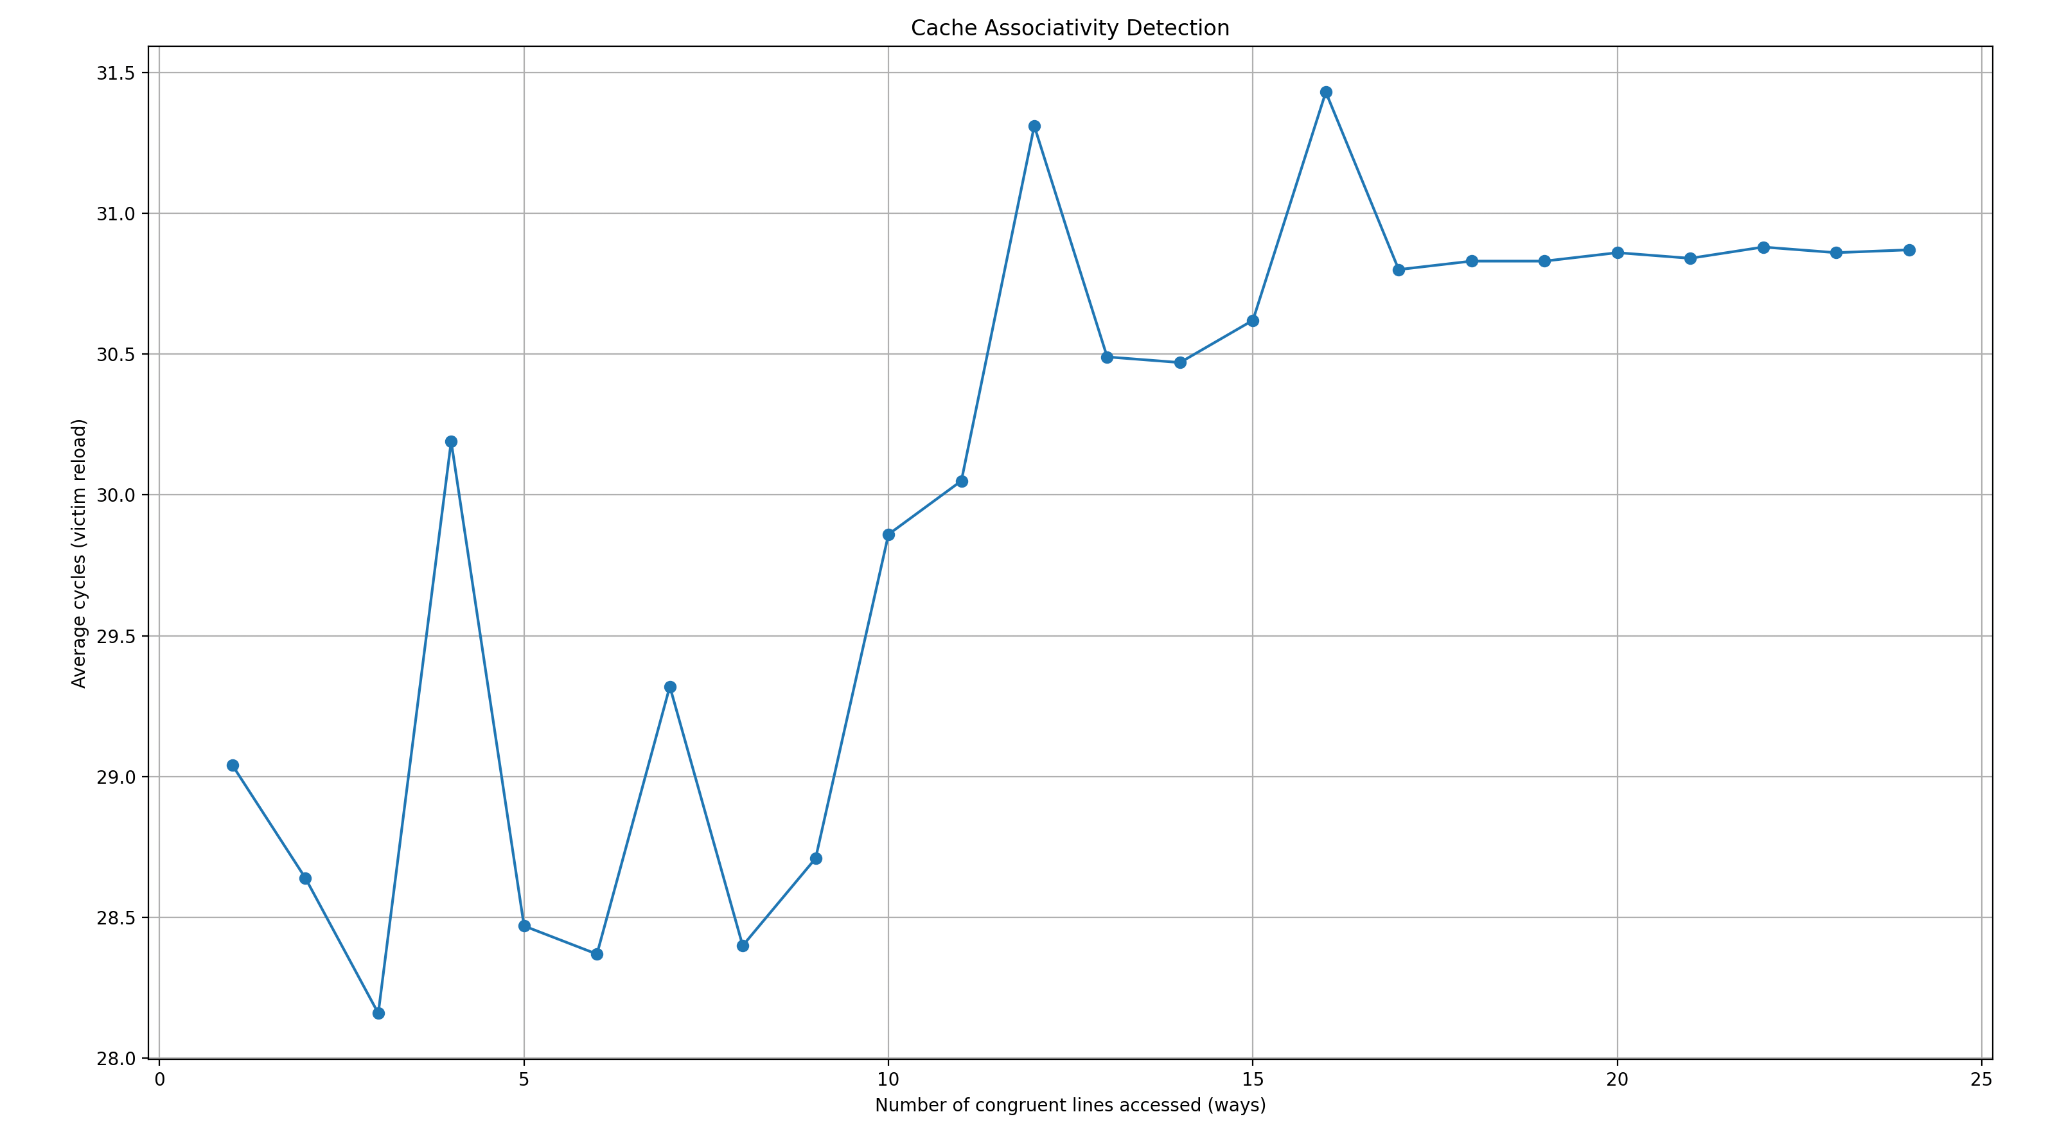 Cache Associativity Detection
31.5
31.0
30.5
30.0
29.5
29.0
28.5
28.0
Average cycles (victim reload)
0 5 10 15 20 25
Number of congruent lines accessed (ways)